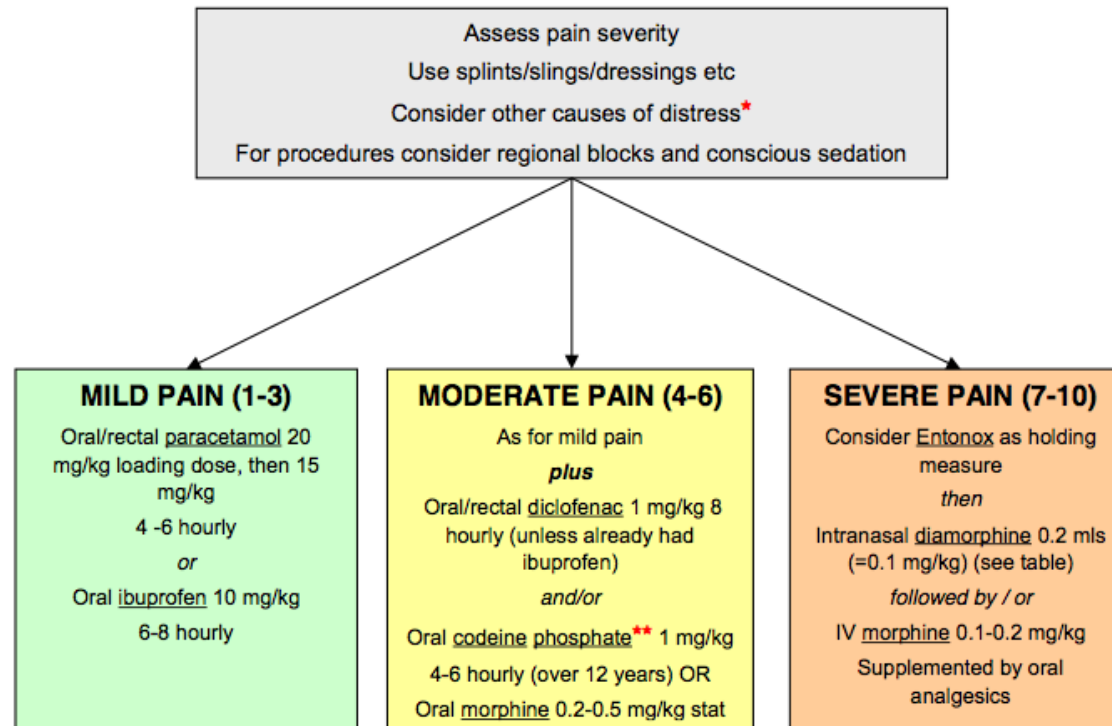 Assess pain severity
Use splints/slings/dressings etc
Consider other causes of distress*
For procedures consider regional blocks and conscious sedation
MILD PAIN (1-3)
Oral/rectal paracetamol 20
mg/kg loading dose, then 15
mg/kg
4 -6 hourly
or
Oral ibuprofen 10 mg/kg
6-8 hourly
MODERATE PAIN (4-6)
As for mild pain
plus
Oral/rectal diclofenac 1 mg/kg 8
hourly (unless already had
ibuprofen)
and/or
Oral codeine phosphate** 1 mg/kg
4-6 hourly (over 12 years) OR
Oral morphine 0.2-0.5 mg/kg stat
SEVERE PAIN (7-10)
Consider Entonox as holding
measure
then
Intranasal diamorphine 0.2 mls
(=0.1 mg/kg) (see table)
followed by / or
IV morphine 0.1-0.2 mg/kg
Supplemented by oral
analgesics